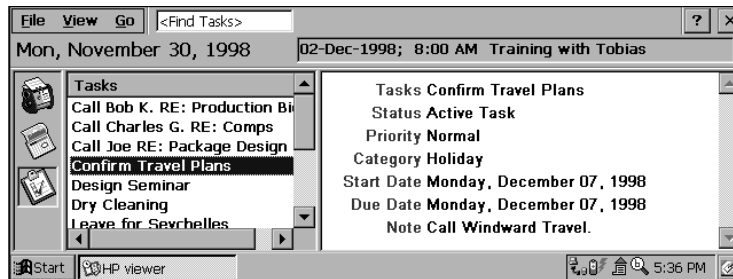 File View Go <Find Tasks> ?
Mon, November 30, 1998 02-Dec-1998; 8:00 AM Training with Tobias
Tasks
Call Bob K. RE: Production
Call Charles G. RE: Comps
Call Joe RE: Package Design
Confirm Travel Plans
Design Seminar
Dry Cleaning
Leave for Seychelles
Tasks Confirm Travel Plans
Status Active Task
Priority Normal
Category Holiday
Start Date Monday, December 07, 1998
Due Date Monday, December 07, 1998
Note Call Windward Travel.
Start HP viewer 5:36 PM